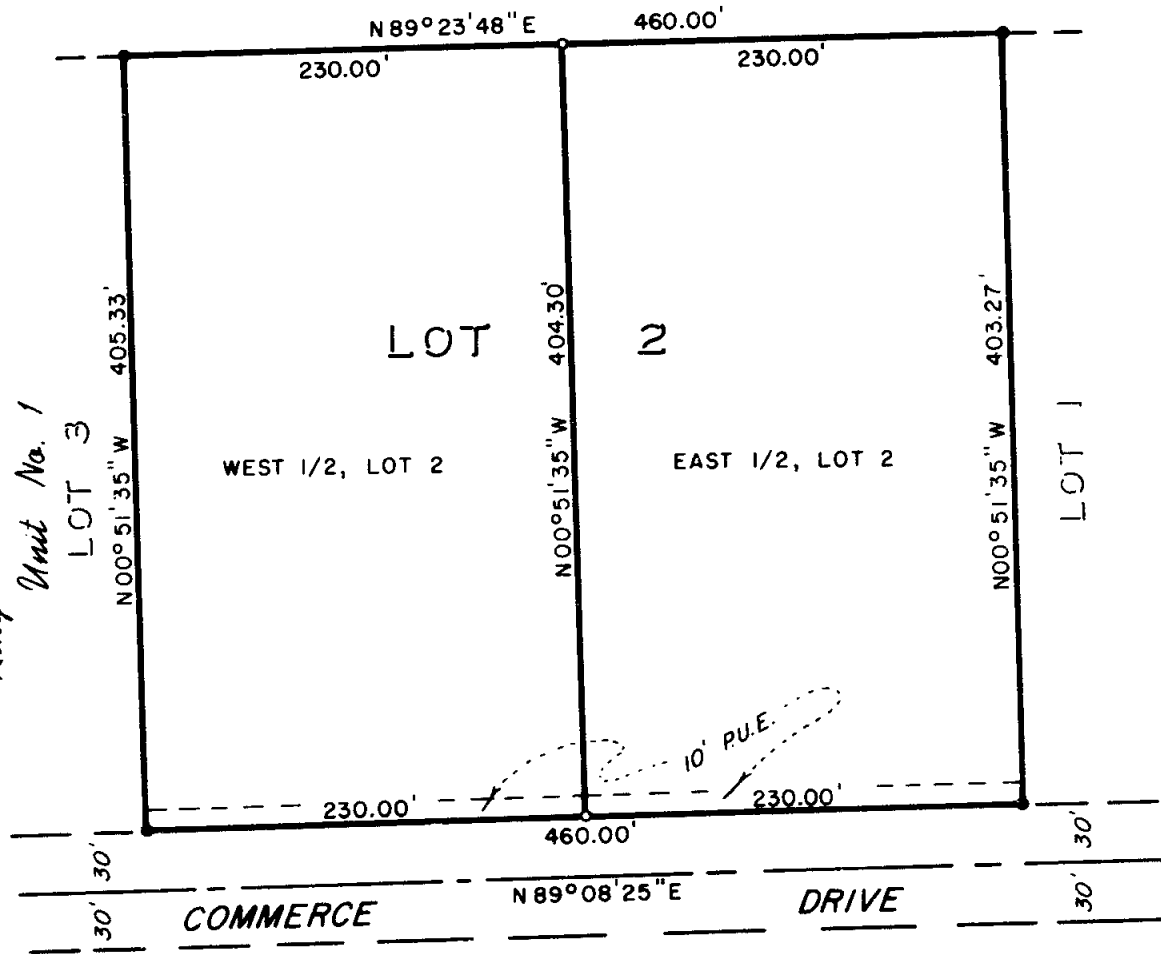 N 89° 23' 48" E 460.00'
230.00' 230.00'
405.33'
404.30'
403.27'
LOT 2
Unit No. 1
LOT 3
LOT 1
WEST 1/2, LOT 2
EAST 1/2, LOT 2
N00° 51' 35" W
N00° 51' 35" W
N00° 51' 35" W
10' P.U.E.
230.00' 230.00'
460.00'
30' 30'
N 89° 08' 25" E
30' 30'
COMMERCE DRIVE